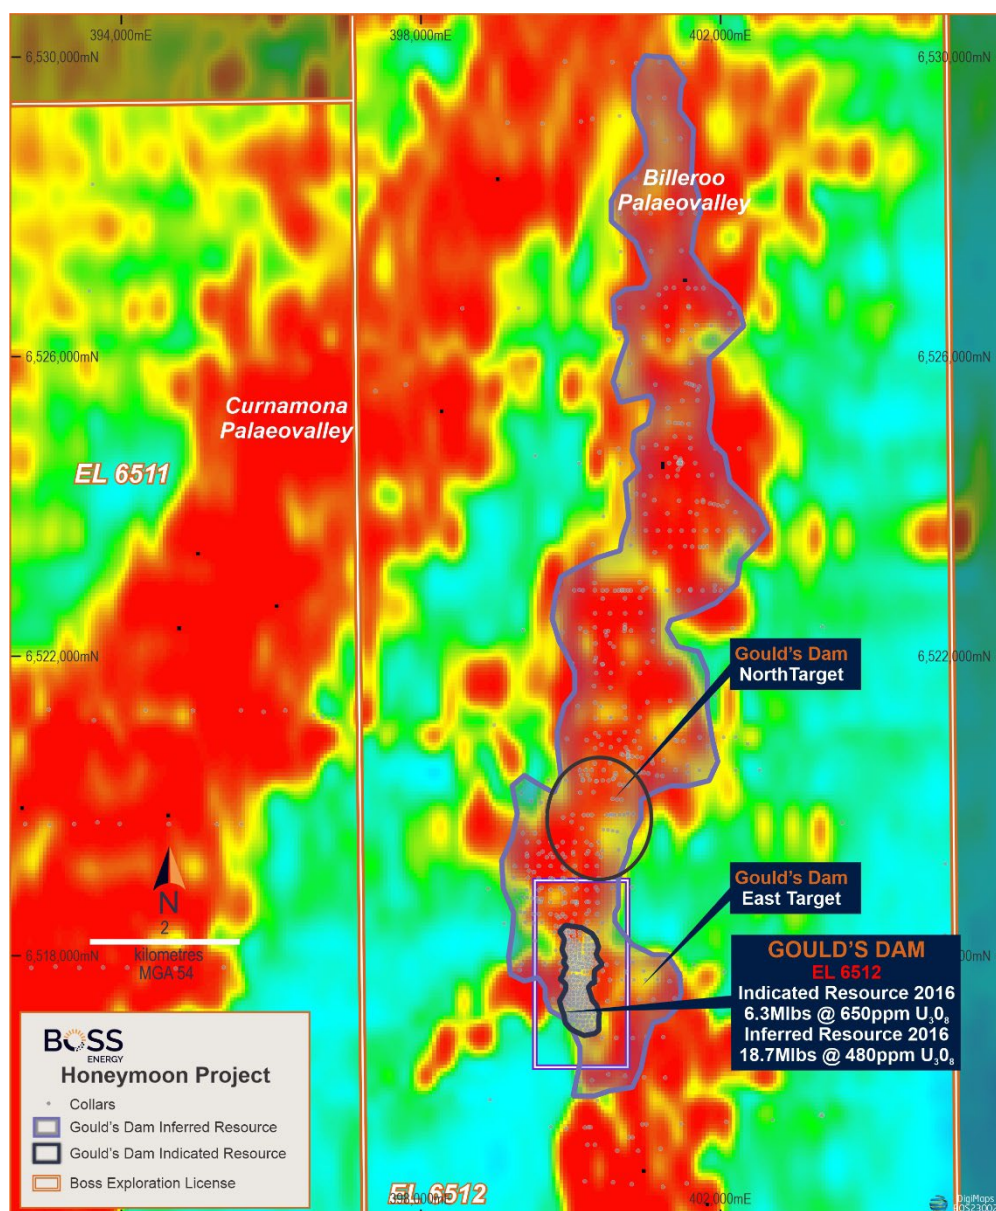 394,000mE
398,000mE
402,000mE
6,530,000mN
6,530,000mN
Billeroo
Palaeovalley
6,526,000mN
6,526,000mN
Curnamona
Palaeovalley
EL 6511
6,522,000mN
6,522,000mN
Gould's Dam
NorthTarget
Gould's Dam
East Target
N
2
kilometres
MGA 54
6,518,000mN
GOULD'S DAM
EL 6512
Indicated Resource 2016
6.3Mlbs @ 650ppm U₃0₈
Inferred Resource 2016
18.7Mlbs @ 480ppm U₃0₈
BOSS
ENERGY
Honeymoon Project
Collars
Gould's Dam Inferred Resource
Gould's Dam Indicated Resource
Boss Exploration License
EL 6512
398,000mE
402,000mE
DigiMaps